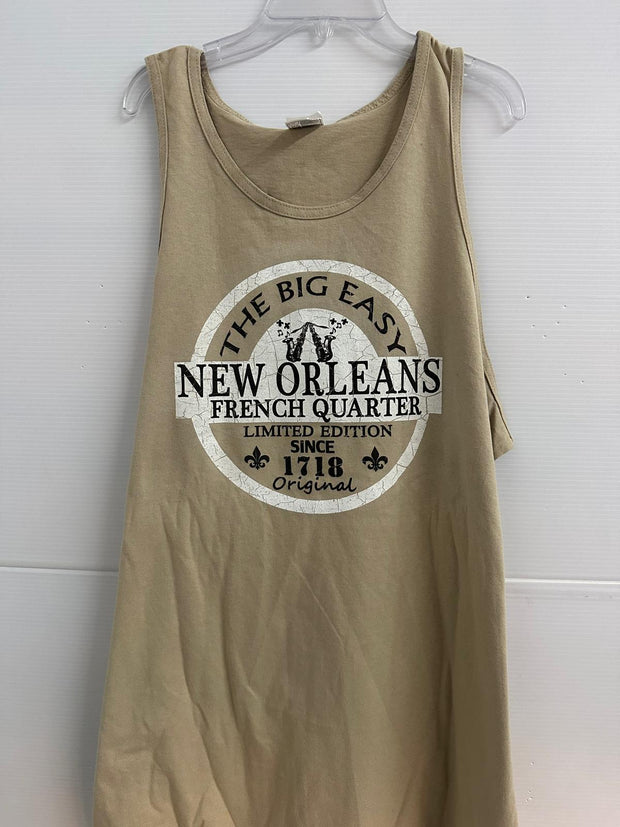 THE BIG EASY
NEW ORLEANS
FRENCH QUARTER
LIMITED EDITION
SiNCE
1718
Original